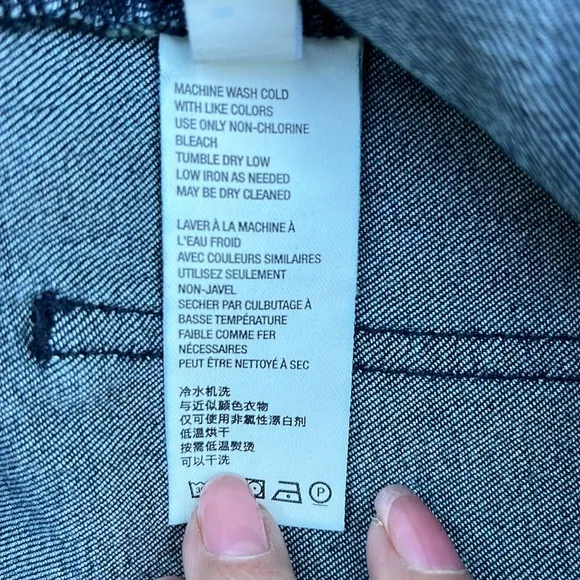 MACHINE WASH COLD
WITH LIKE COLORS
USE ONLY NON-CHLORINE
BLEACH
TUMBLE DRY LOW
LOW IRON AS NEEDED
MAY BE DRY CLEANED
LAVER À LA MACHINE À
L'EAU FROID
AVEC COULEURS SIMILAIRES
UTILISEZ SEULEMENT
NON-JAVEL
SECHER PAR CULBUTAGE À
BASSE TEMPÉRATURE
FAIBLE COMME FER
NÉCESSAIRES
PEUT ÊTRE NETTOYÉ À SEC
冷水机洗
与近似颜色衣物
仅可使用非氯性漂白剂
低温烘干
按需低温熨烫
可以干洗
P